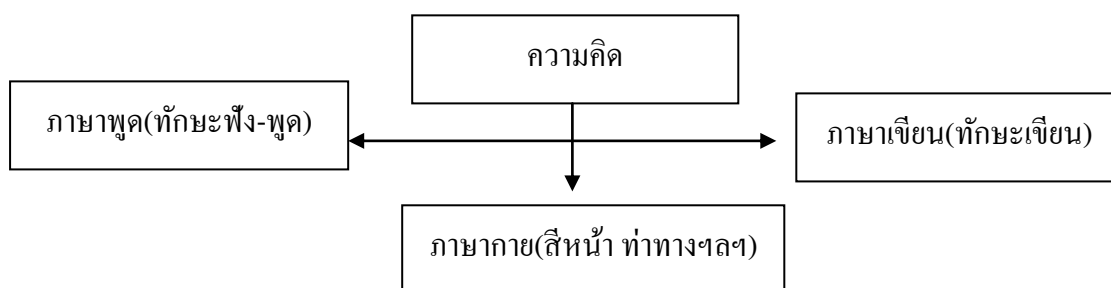 ความคิด
ภาษาพูด(ทักษะฟัง-พูด)
ภาษาเขียน(ทักษะเขียน)
ภาษากาย(สีหน้า ท่าทางฯลฯ)